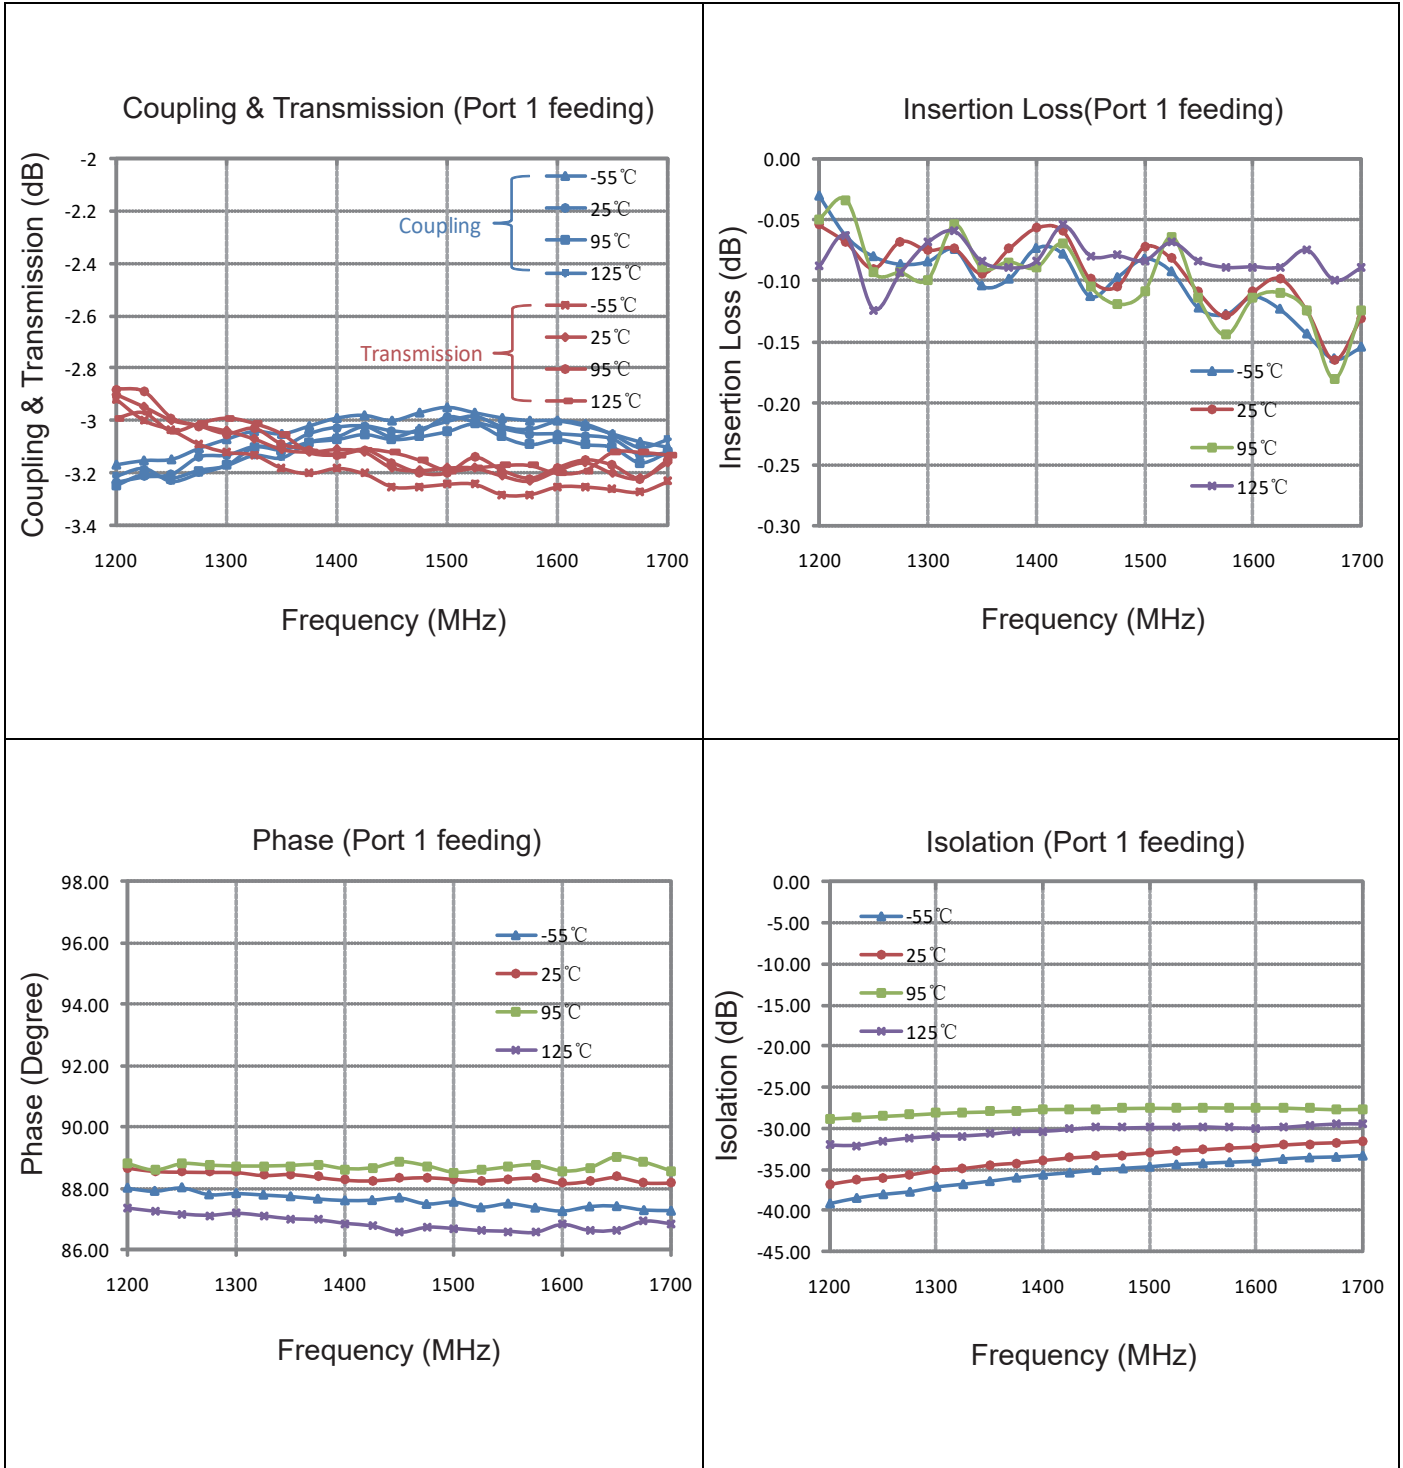 Coupling & Transmission (Port 1 feeding)
Coupling & Transmission (dB)
-2
-2.2
-2.4
-2.6
-2.8
-3
-3.2
-3.4
Coupling
-55℃
25℃
95℃
125℃
Transmission
-55℃
25℃
95℃
125℃
1200 1300 1400 1500 1600 1700
Frequency (MHz)
Insertion Loss(Port 1 feeding)
Insertion Loss (dB)
0.00
-0.05
-0.10
-0.15
-0.20
-0.25
-0.30
-55℃
25℃
95℃
125℃
1200 1300 1400 1500 1600 1700
Frequency (MHz)
Phase (Port 1 feeding)
Phase (Degree)
98.00
96.00
94.00
92.00
90.00
88.00
86.00
-55℃
25℃
95℃
125℃
1200 1300 1400 1500 1600 1700
Frequency (MHz)
Isolation (Port 1 feeding)
Isolation (dB)
0.00
-5.00
-10.00
-15.00
-20.00
-25.00
-30.00
-35.00
-40.00
-45.00
-55℃
25℃
95℃
125℃
1200 1300 1400 1500 1600 1700
Frequency (MHz)